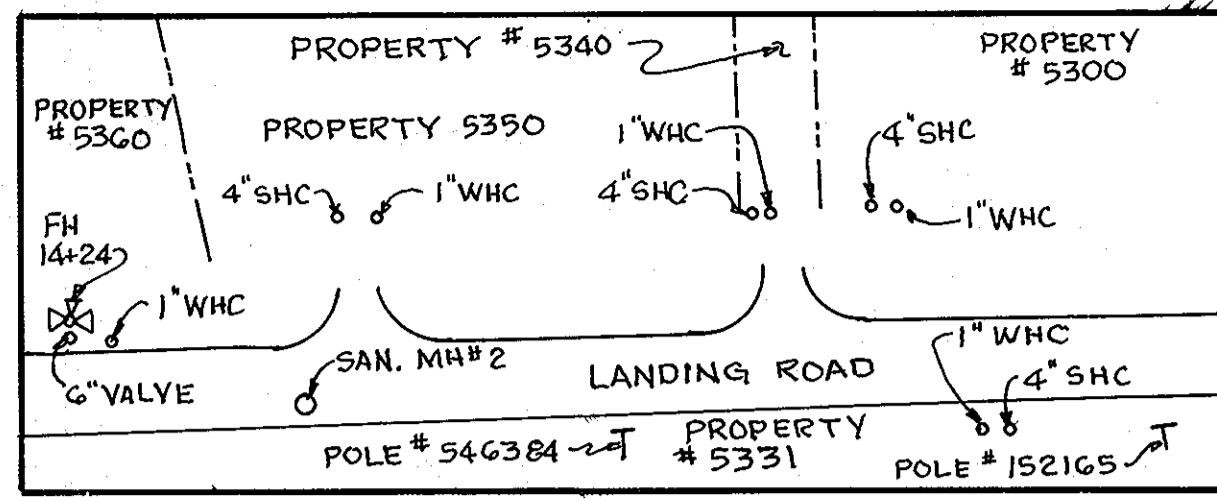 PROPERTY # 5340
PROPERTY
# 5300
PROPERTY
# 5360
PROPERTY 5350
1" WHC
4" SHC
4" SHC
1" WHC
4" SHC
1" WHC
FH
14+24
1" WHC
6" VALVE
SAN. MH #2
LANDING ROAD
1" WHC
4" SHC
POLE # 546384
PROPERTY
# 5331
POLE # 152165